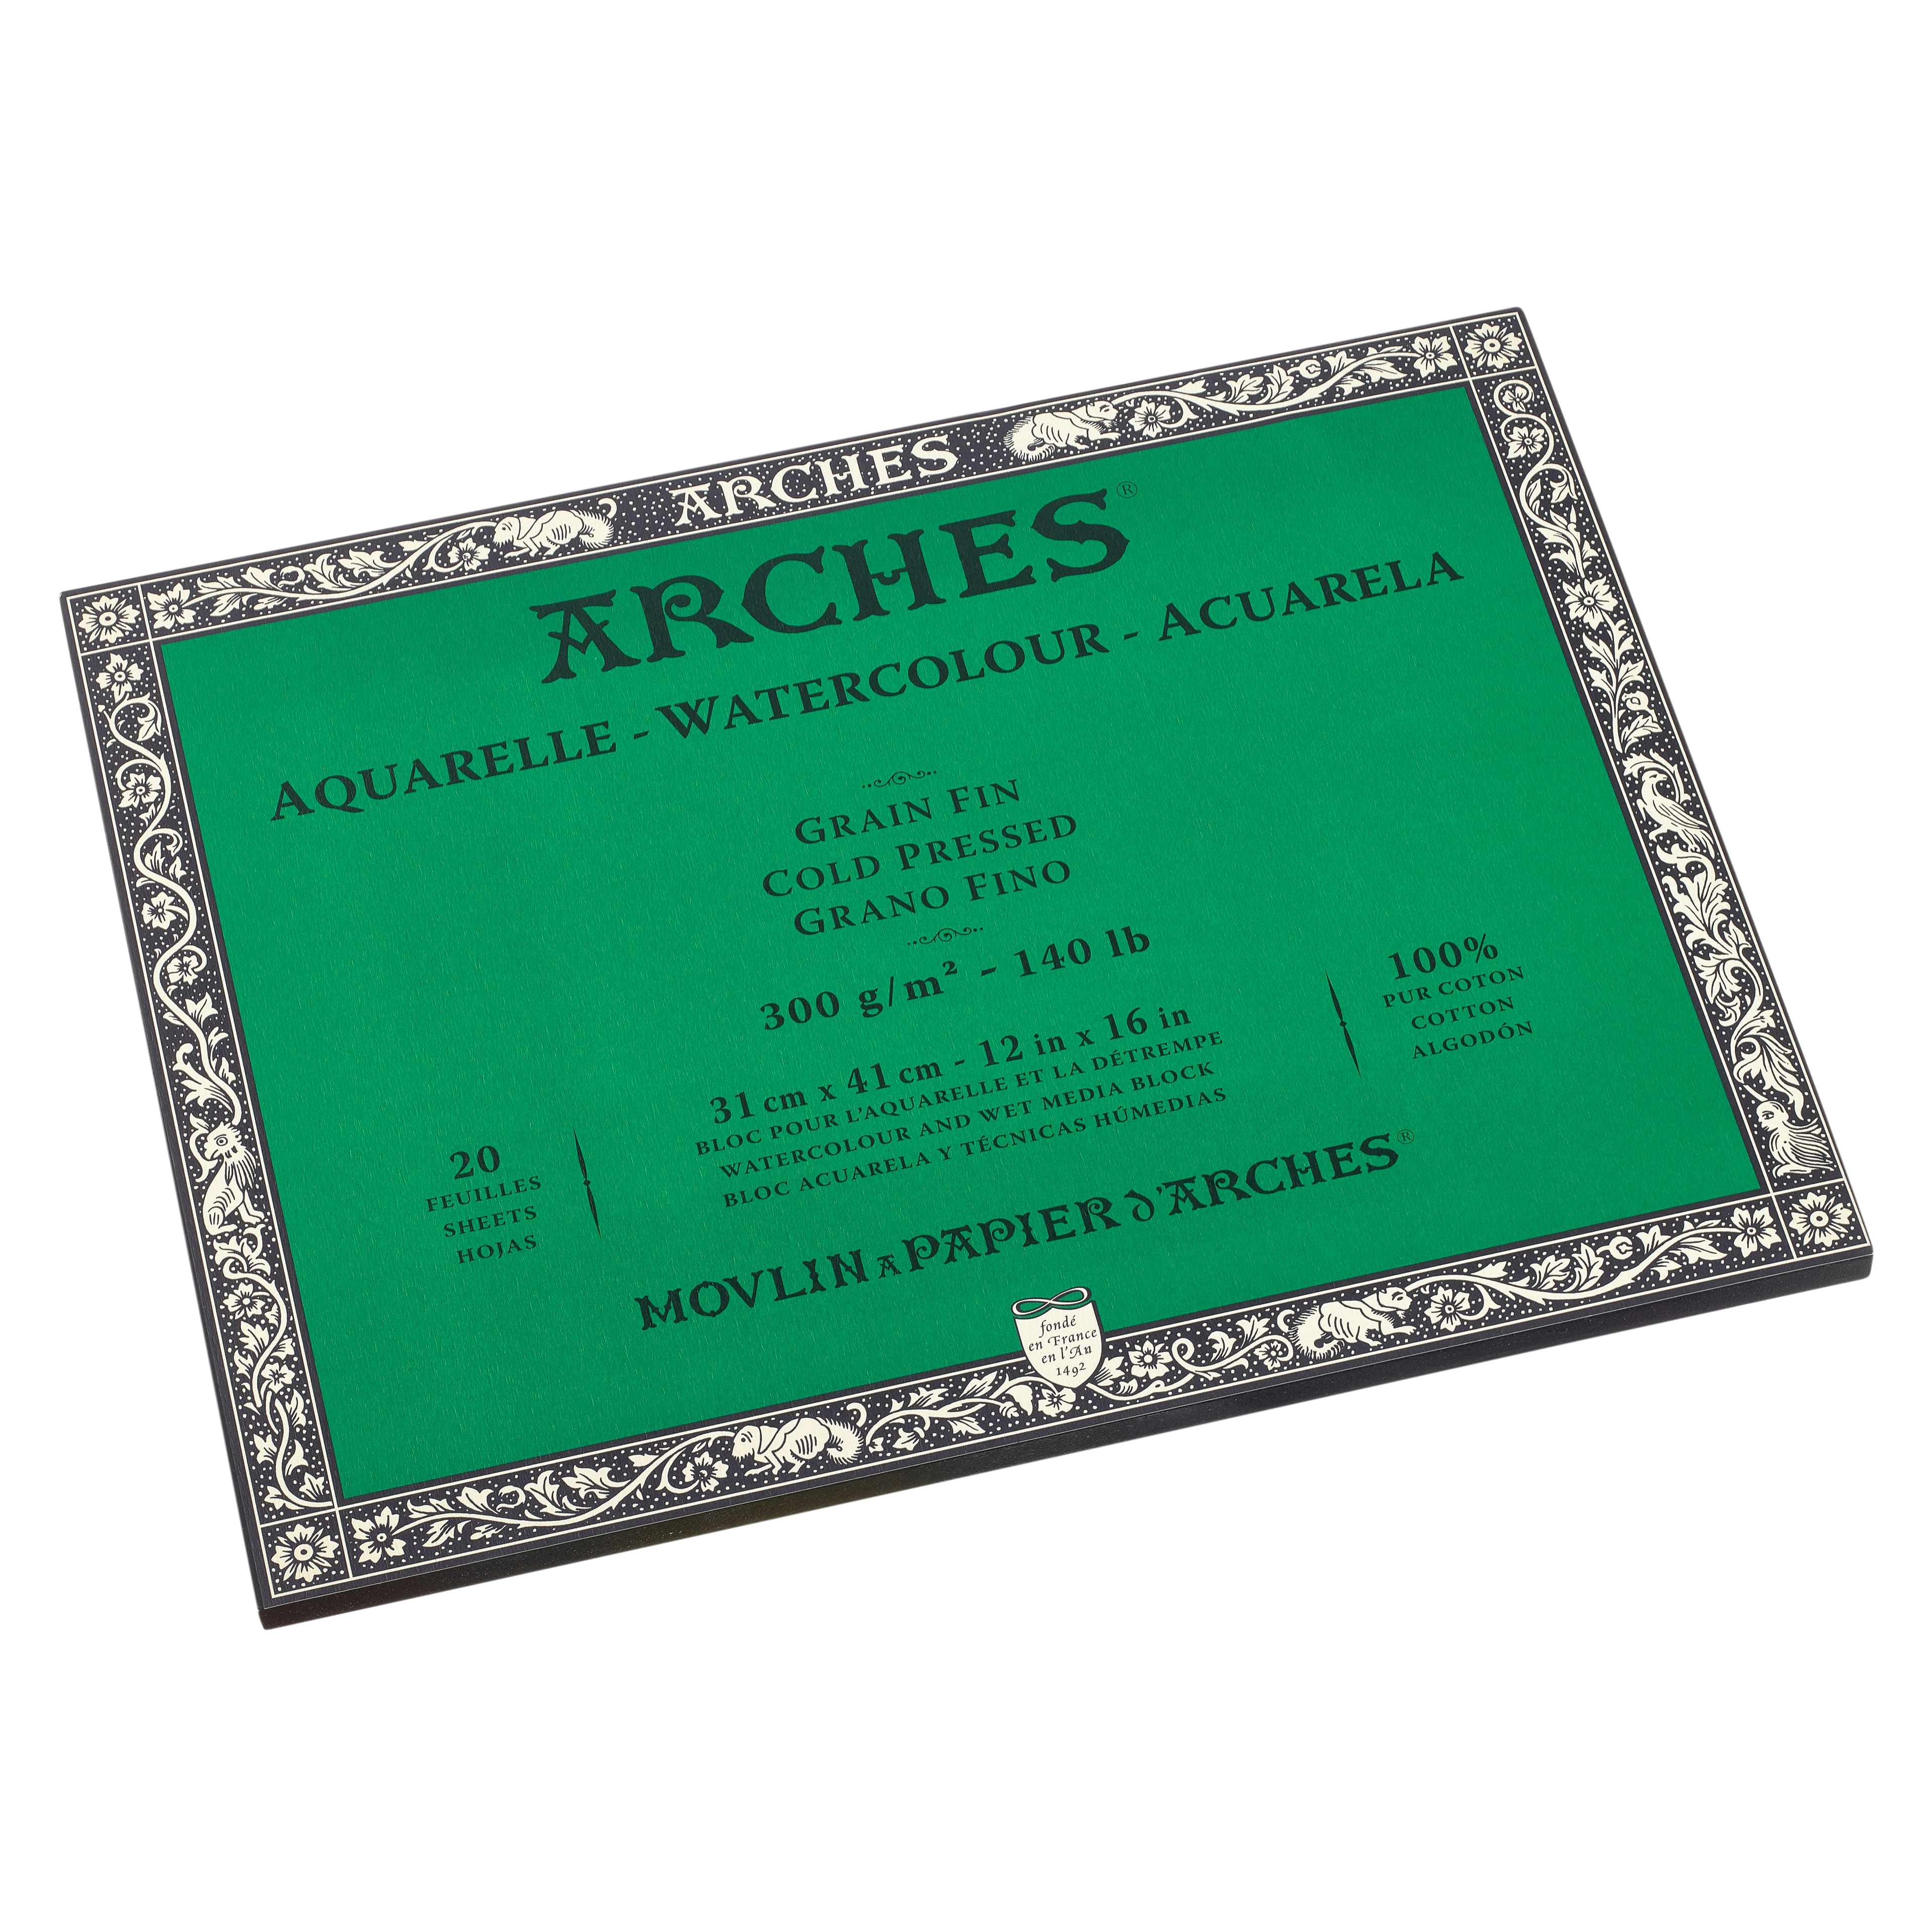 ARCHES
ARCHES®
AQUARELLE - WATERCOLOUR - ACUARELA
GRAIN FIN
COLD PRESSED
GRANO FINO
300 g/m² - 140 lb
31 cm x 41 cm - 12 in x 16 in
BLOC POUR L'AQUARELLE ET LA DÉTREMPE
WATERCOLOUR AND WET MEDIA BLOCK
BLOC ACUARELA Y TÉCNICAS HÚMEDIAS
100%
PUR COTON
COTTON
ALGODÓN
20
FEUILLES
SHEETS
HOJAS
MOVLIN A PAPIER D'ARCHES®
fondé
en France
en l'An
1492